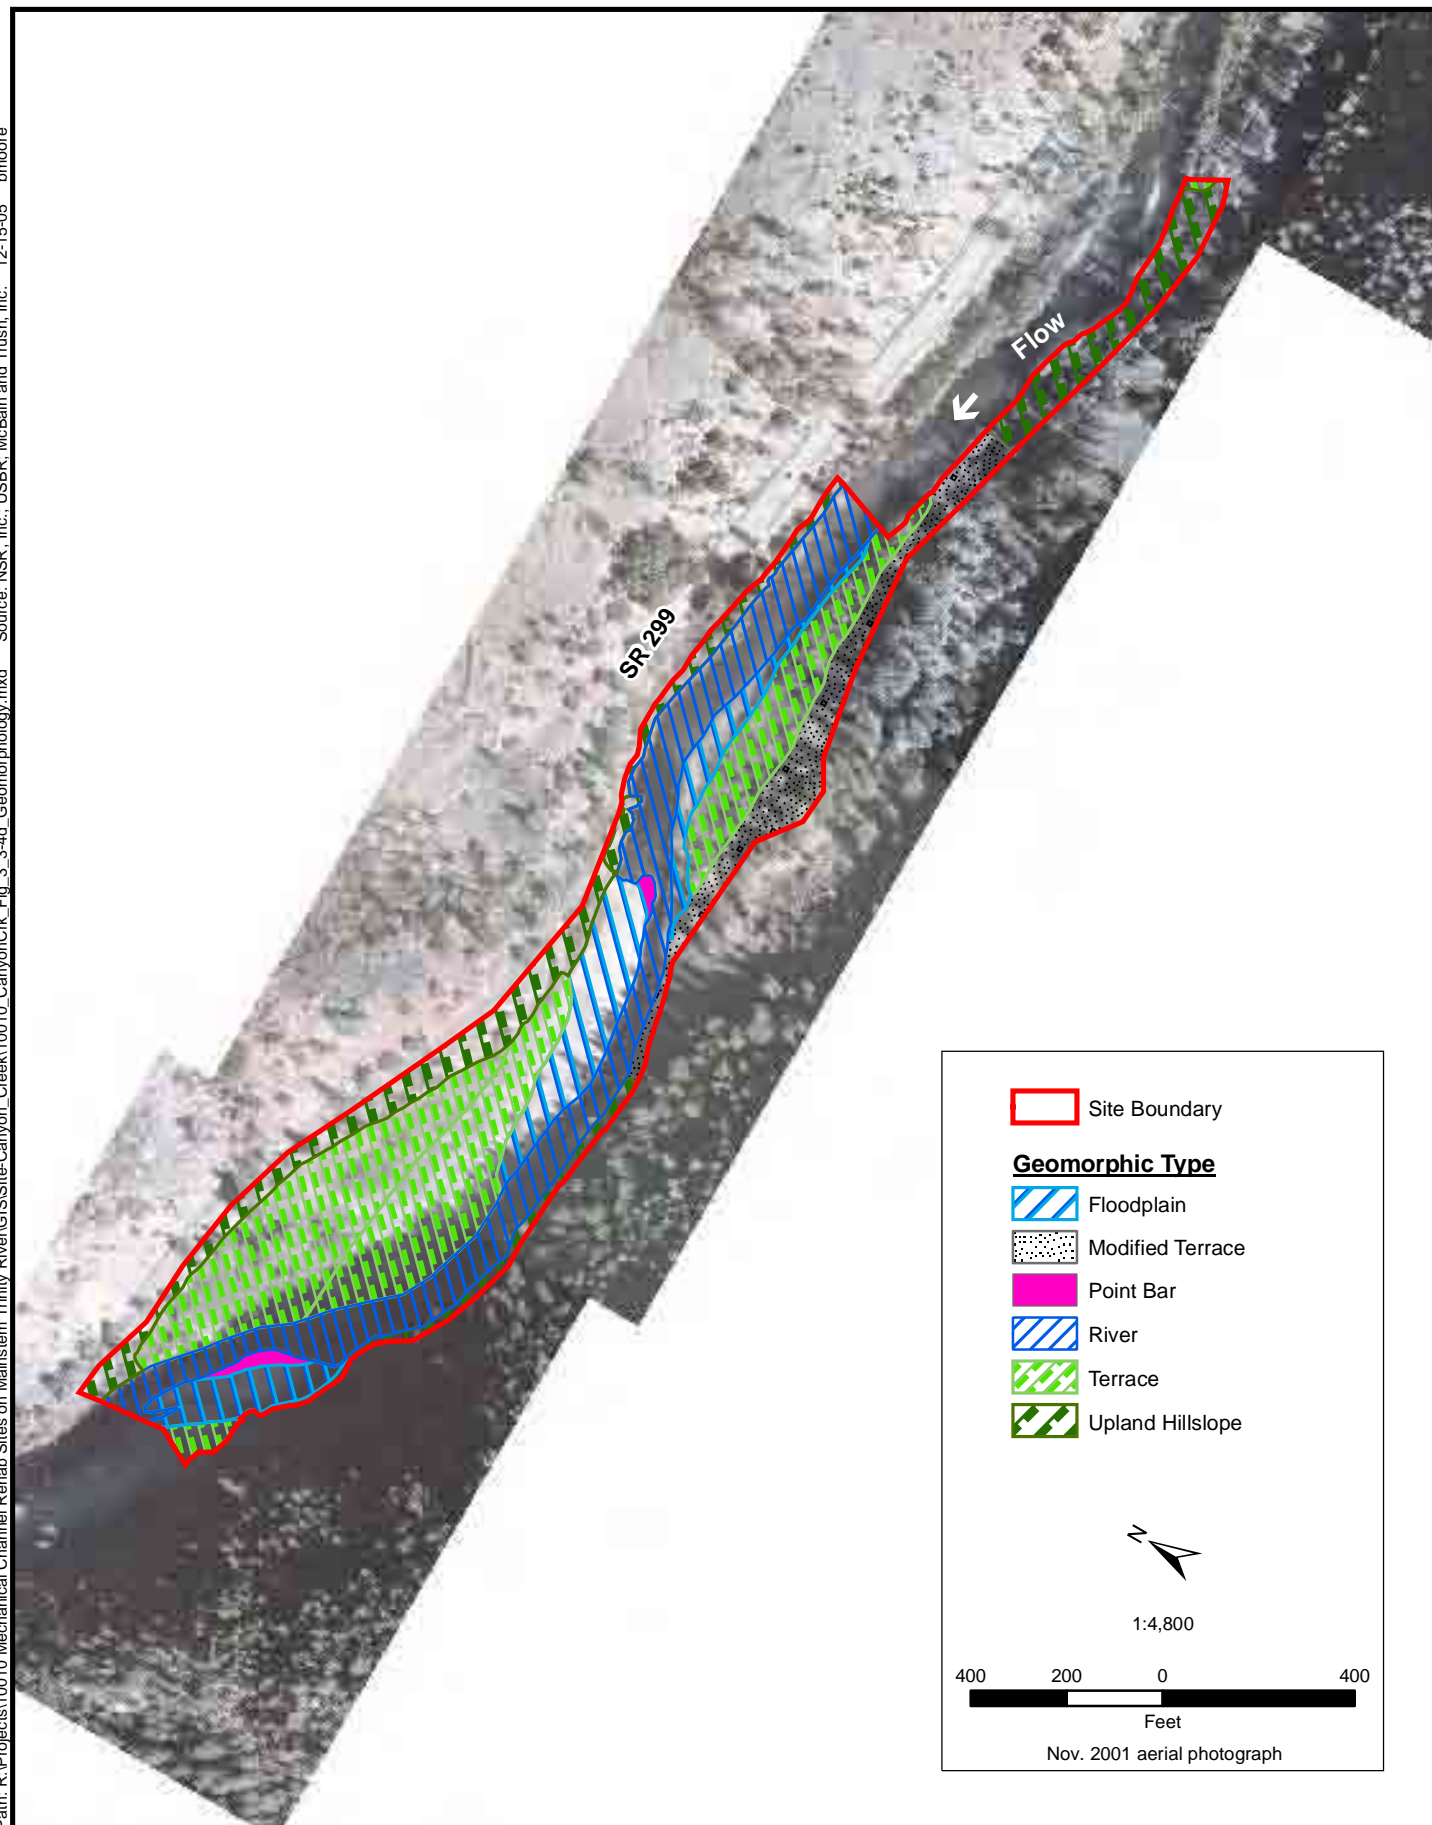 Flow
SR 299
Site Boundary
Geomorphic Type
Floodplain
Modified Terrace
Point Bar
River
Terrace
Upland Hillslope
N
1:4,800
400 200 0 400
Feet
Nov. 2001 aerial photograph